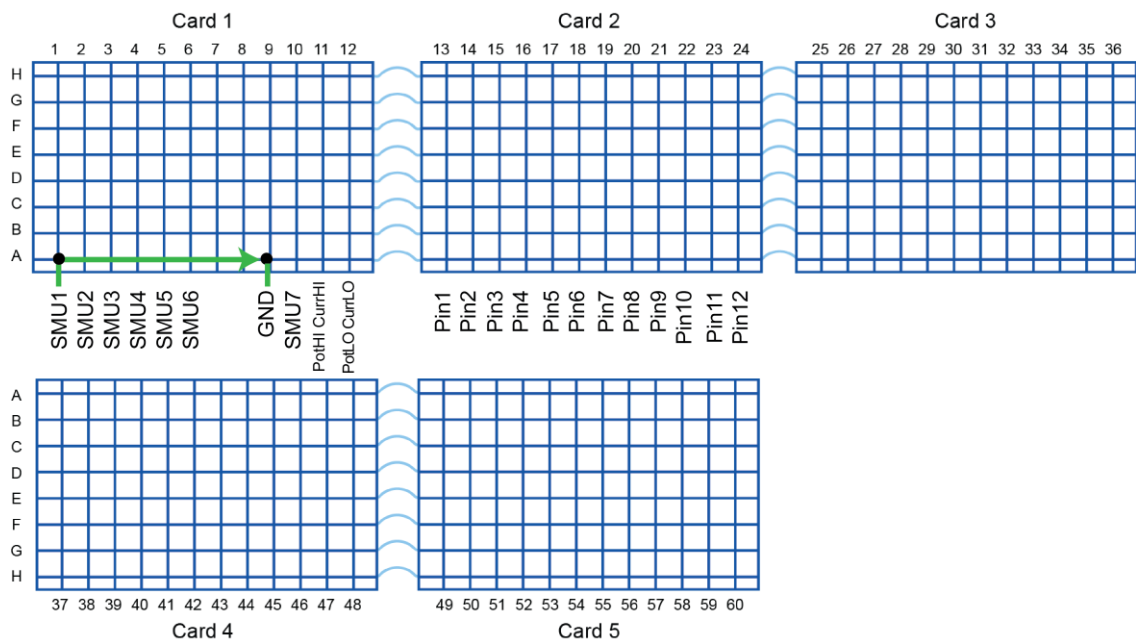 Card 1 Card 2 Card 3
1 2 3 4 5 6 7 8 9 10 11 12 13 14 15 16 17 18 19 20 21 22 23 24 25 26 27 28 29 30 31 32 33 34 35 36
H
G
F
E
D
C
B
A
SMU1 SMU2 SMU3 SMU4 SMU5 SMU6 GND SMU7 PotHI CurrHI PotLO CurrLO Pin1 Pin2 Pin3 Pin4 Pin5 Pin6 Pin7 Pin8 Pin9 Pin10 Pin11 Pin12
A
B
C
D
E
F
G
H
37 38 39 40 41 42 43 44 45 46 47 48 49 50 51 52 53 54 55 56 57 58 59 60
Card 4 Card 5